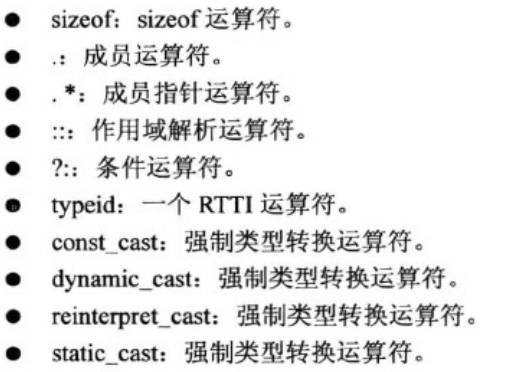 ● sizeof：sizeof 运算符。
● .：成员运算符。
● . *：成员指针运算符。
● ::：作用域解析运算符。
● ?:：条件运算符。
● typeid：一个 RTTI 运算符。
● const_cast：强制类型转换运算符。
● dynamic_cast：强制类型转换运算符。
● reinterpret_cast：强制类型转换运算符。
● static_cast：强制类型转换运算符。